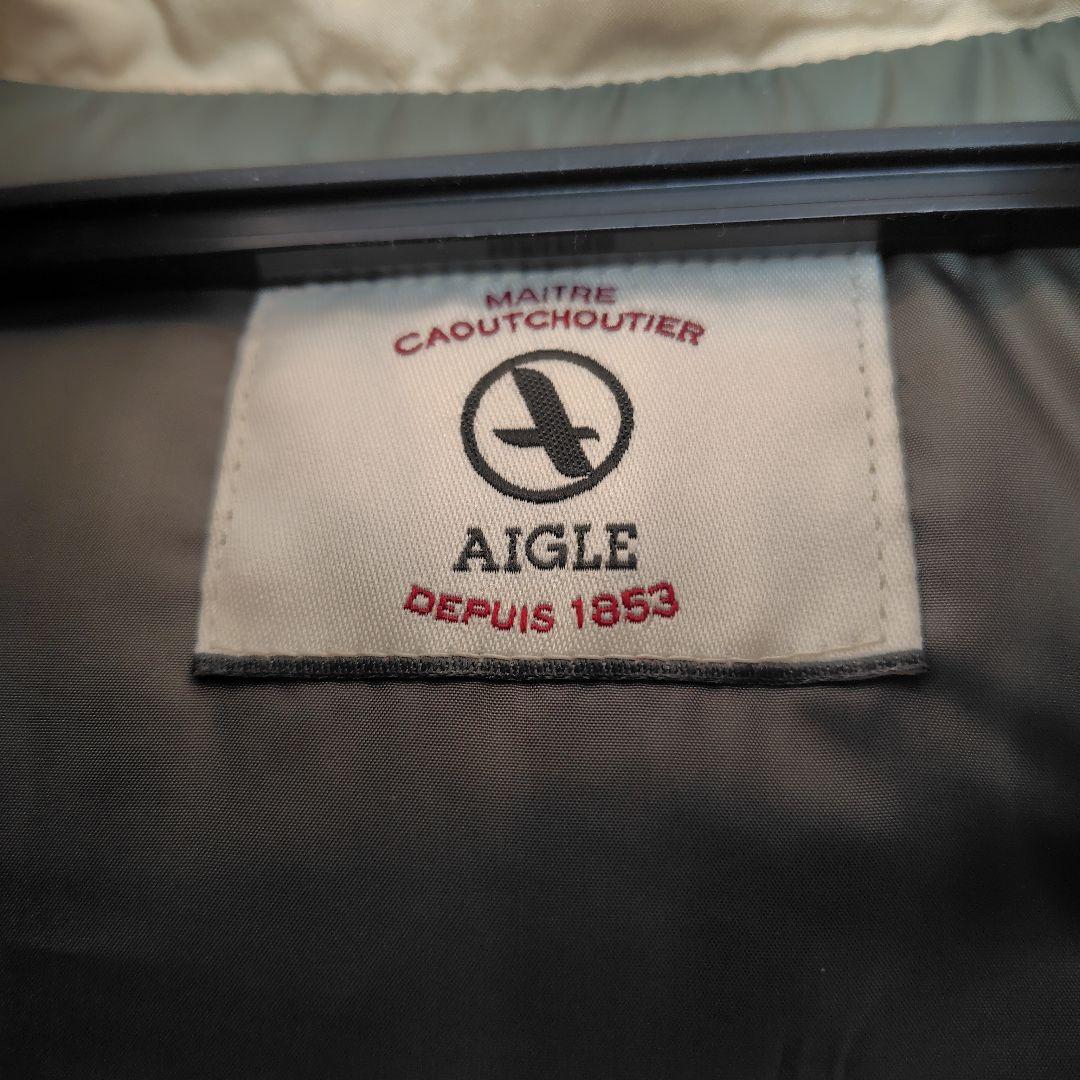 MAITRE
CAOUTCHOUTIER
AIGLE
DEPUIS 1853